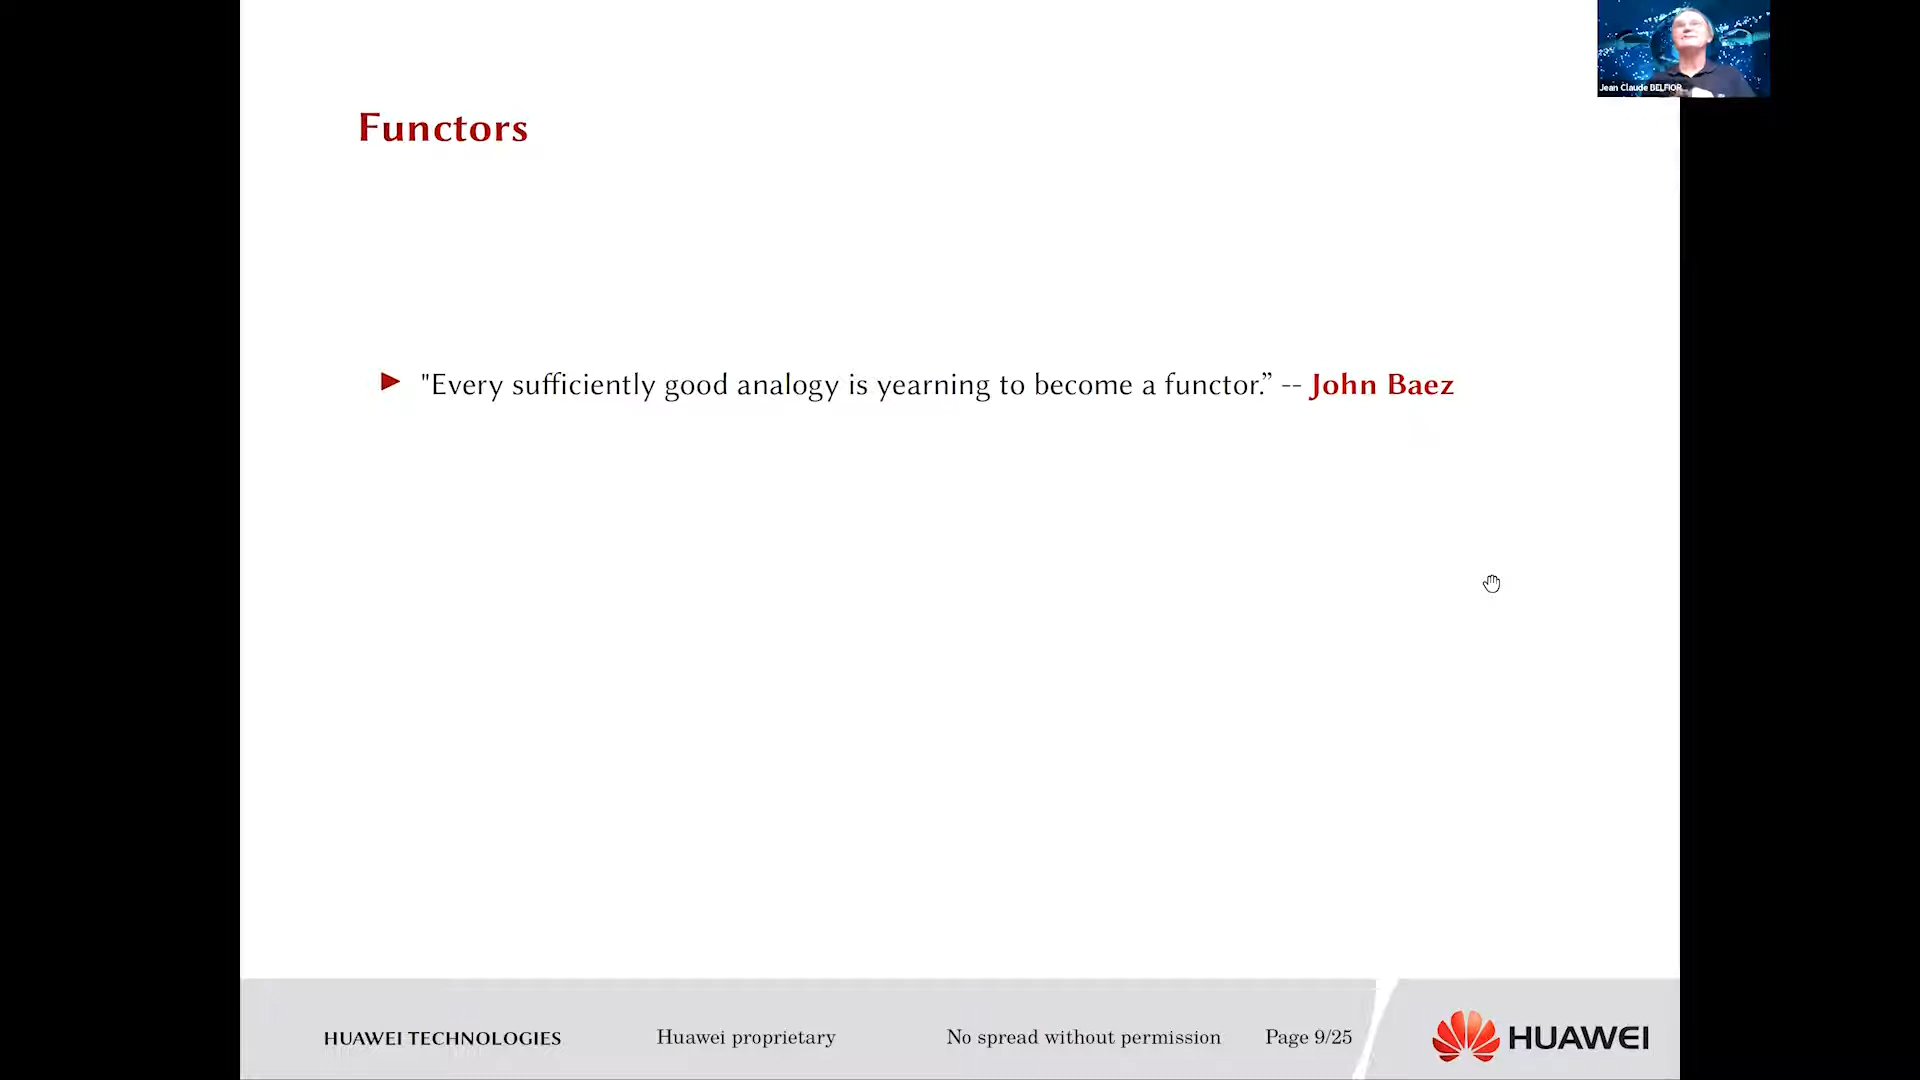 Jean Claude BELFIOR...
Functors
"Every sufficiently good analogy is yearning to become a functor.” -- John Baez
HUAWEI TECHNOLOGIES Huawei proprietary No spread without permission Page 9/25 HUAWEI